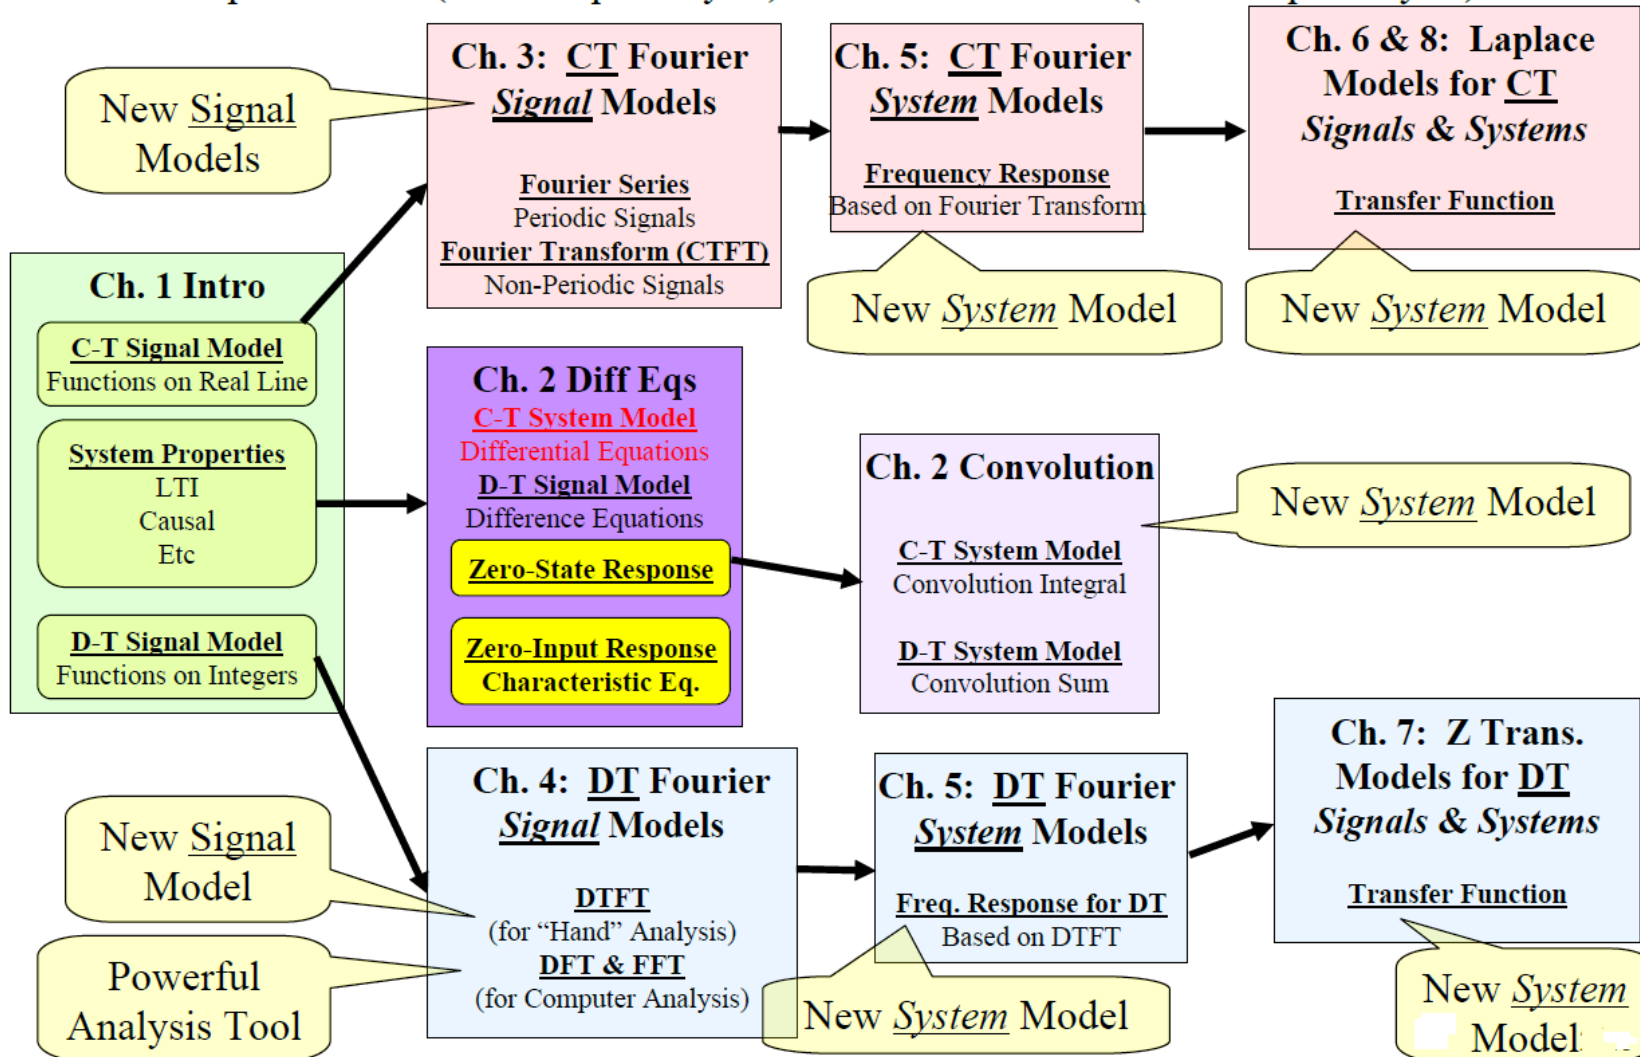 Ch. 3: CT Fourier
Signal Models
Fourier Series
Periodic Signals
Fourier Transform (CTFT)
Non-Periodic Signals
Ch. 5: CT Fourier
System Models
Frequency Response
Based on Fourier Transform
Ch. 6 & 8: Laplace
Models for CT
Signals & Systems
Transfer Function
New Signal
Models
New System Model
New System Model
Ch. 1 Intro
C-T Signal Model
Functions on Real Line
System Properties
LTI
Causal
Etc
D-T Signal Model
Functions on Integers
Ch. 2 Diff Eqs
C-T System Model
Differential Equations
D-T Signal Model
Difference Equations
Zero-State Response
Zero-Input Response
Characteristic Eq.
Ch. 2 Convolution
C-T System Model
Convolution Integral
D-T System Model
Convolution Sum
New System Model
Ch. 4: DT Fourier
Signal Models
DTFT
(for “Hand” Analysis)
DFT & FFT
(for Computer Analysis)
New Signal
Model
Powerful
Analysis Tool
Ch. 5: DT Fourier
System Models
Freq. Response for DT
Based on DTFT
New System Model
Ch. 7: Z Trans.
Models for DT
Signals & Systems
Transfer Function
New System
Model